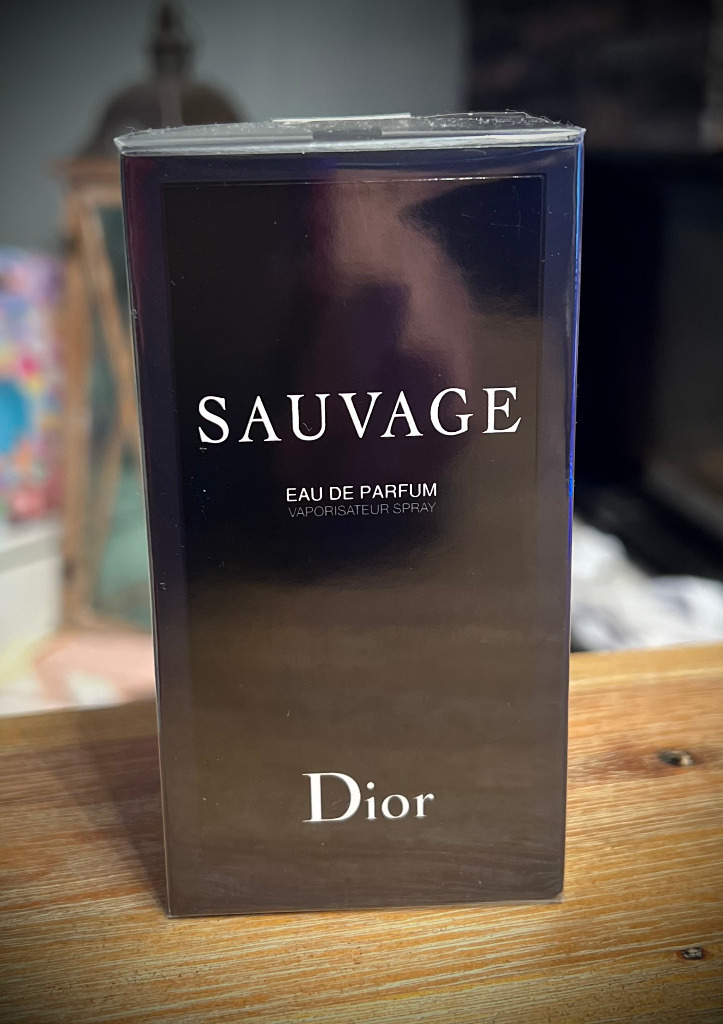 SAUVAGE
EAU DE PARFUM
VAPORISATEUR SPRAY
Dior